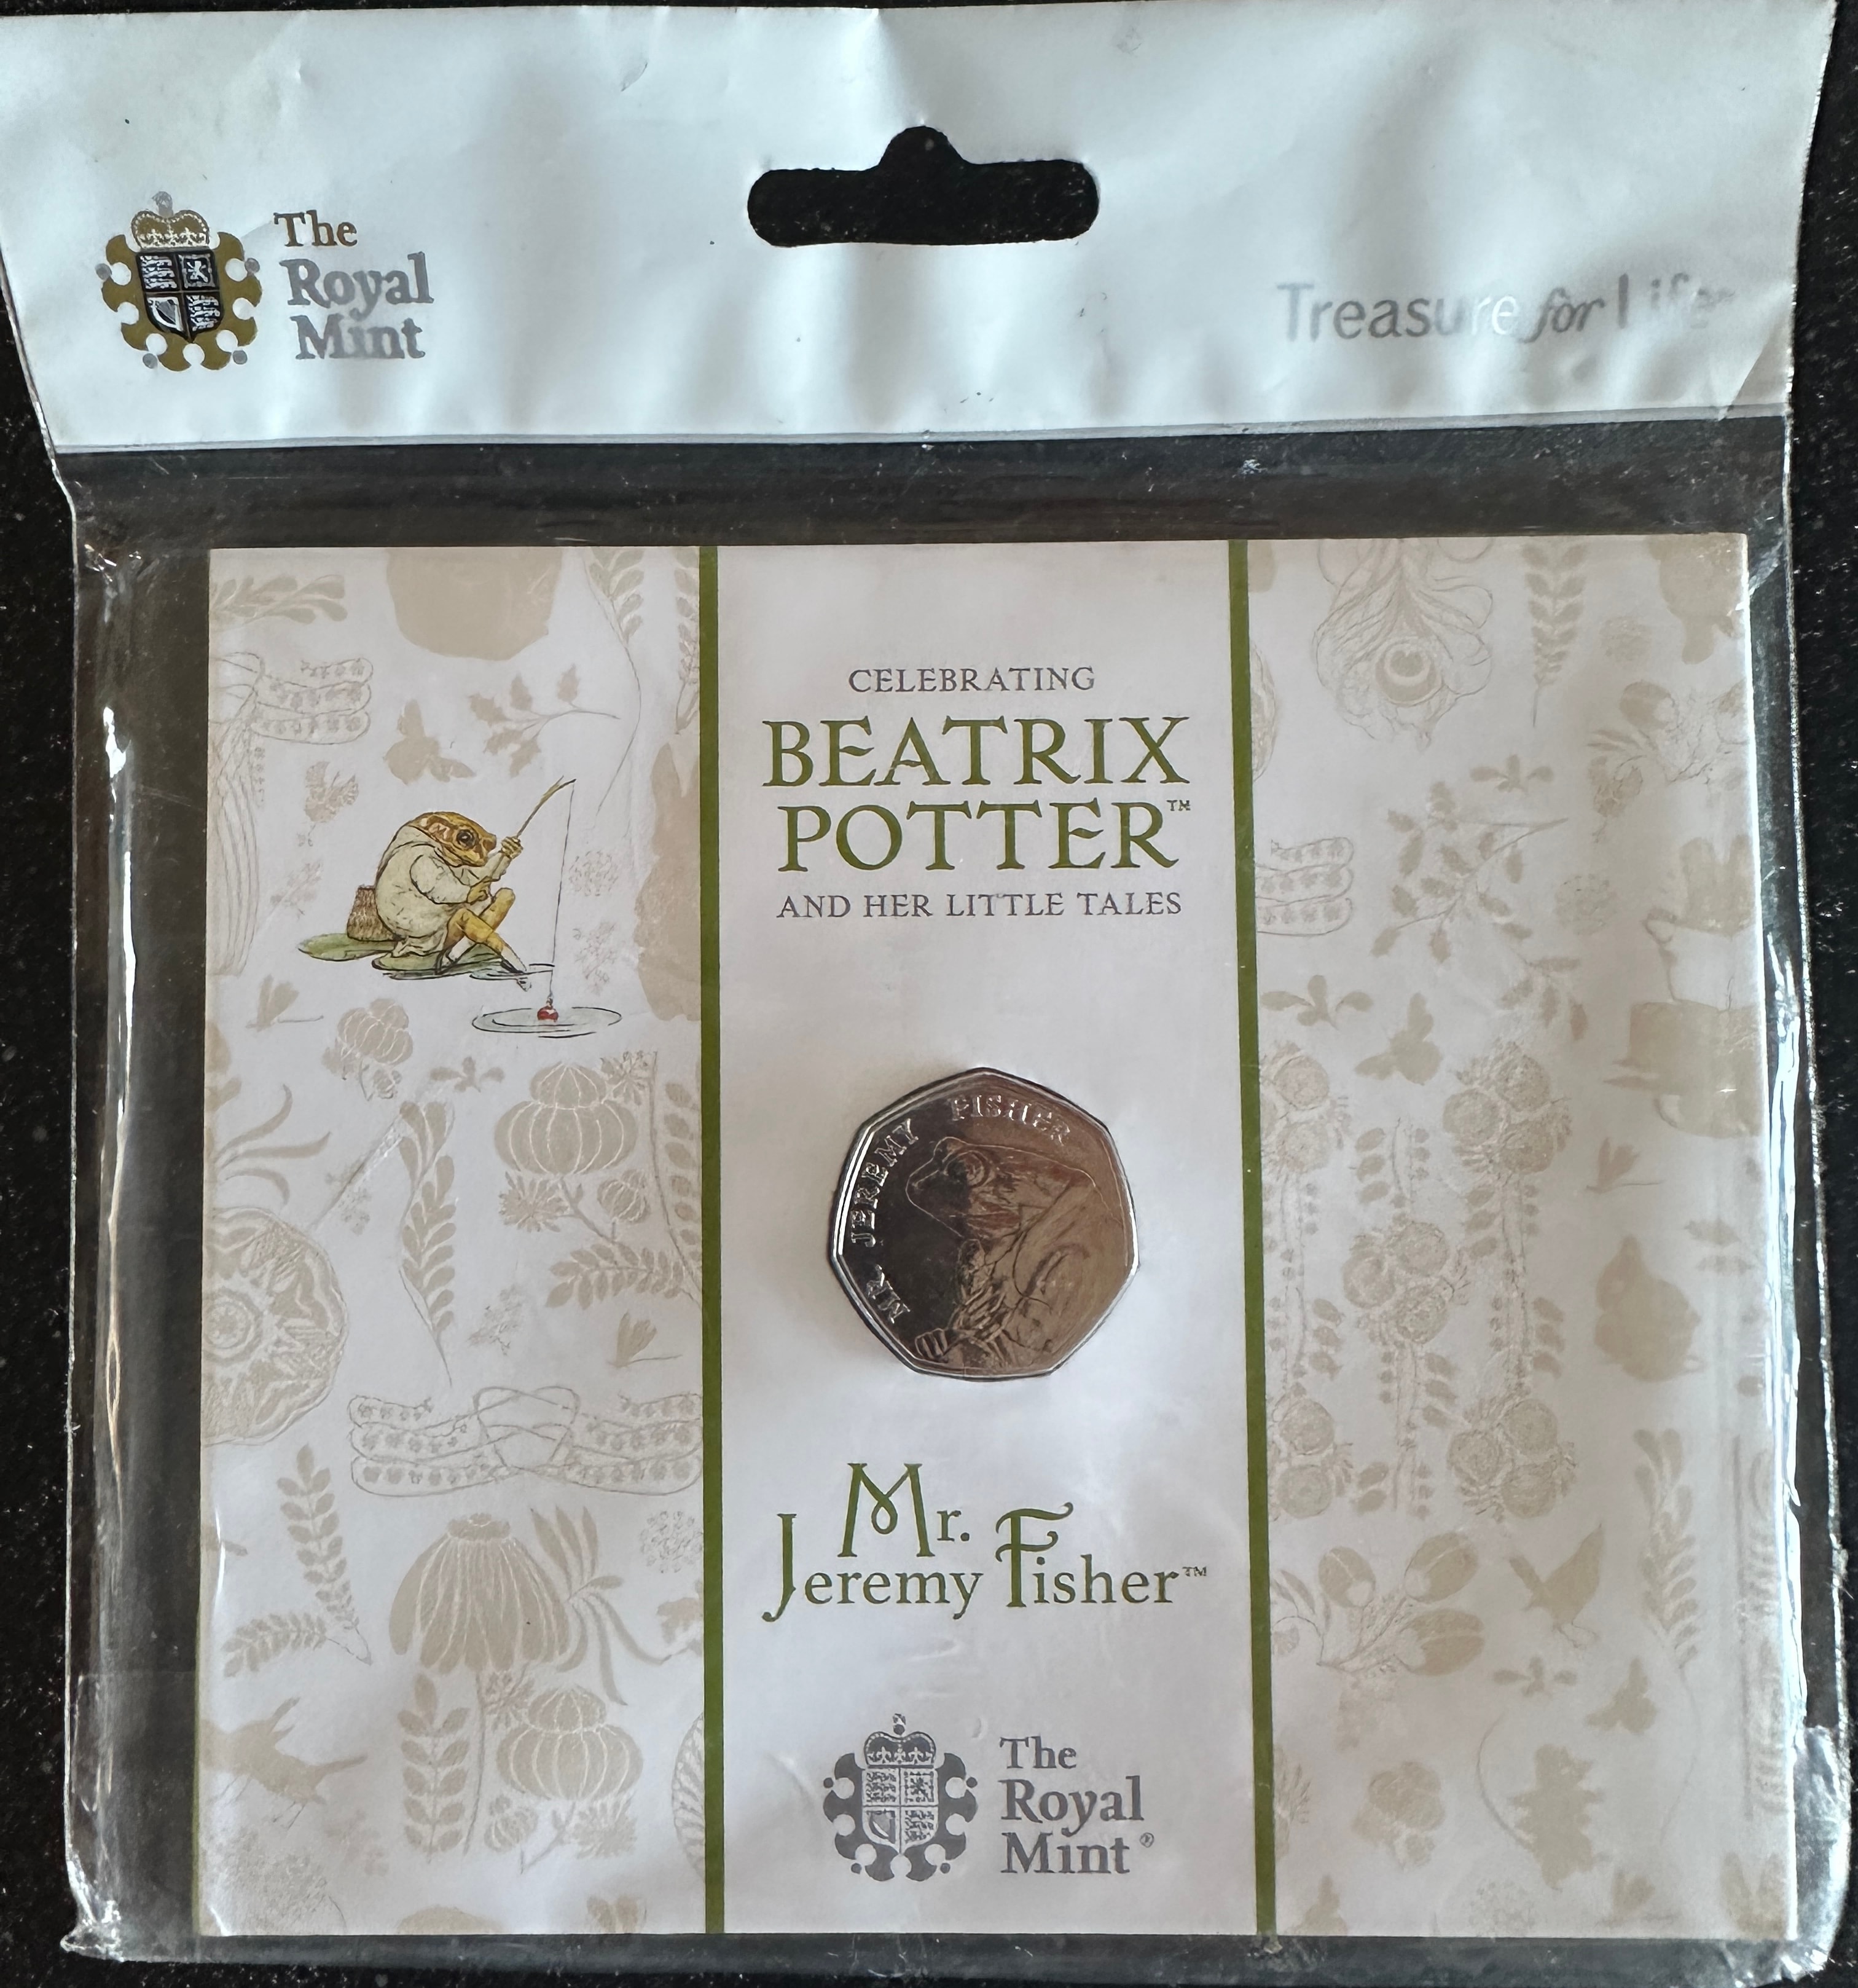 The
Royal
Mint
Treasure for Life
CELEBRATING
BEATRIX
POTTER™
AND HER LITTLE TALES
MR. JEREMY FISHER
Mr.
Jeremy Fisher™
The
Royal
Mint®